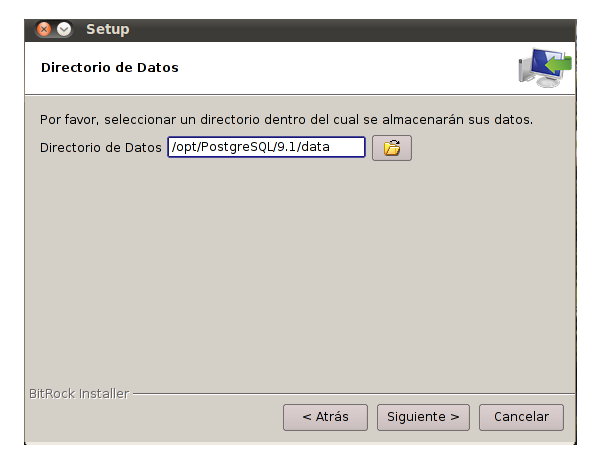 Setup
Directorio de Datos
Por favor, seleccionar un directorio dentro del cual se almacenarán sus datos.
Directorio de Datos /opt/PostgreSQL/9.1/data
BitRock Installer
< Atrás Siguiente > Cancelar